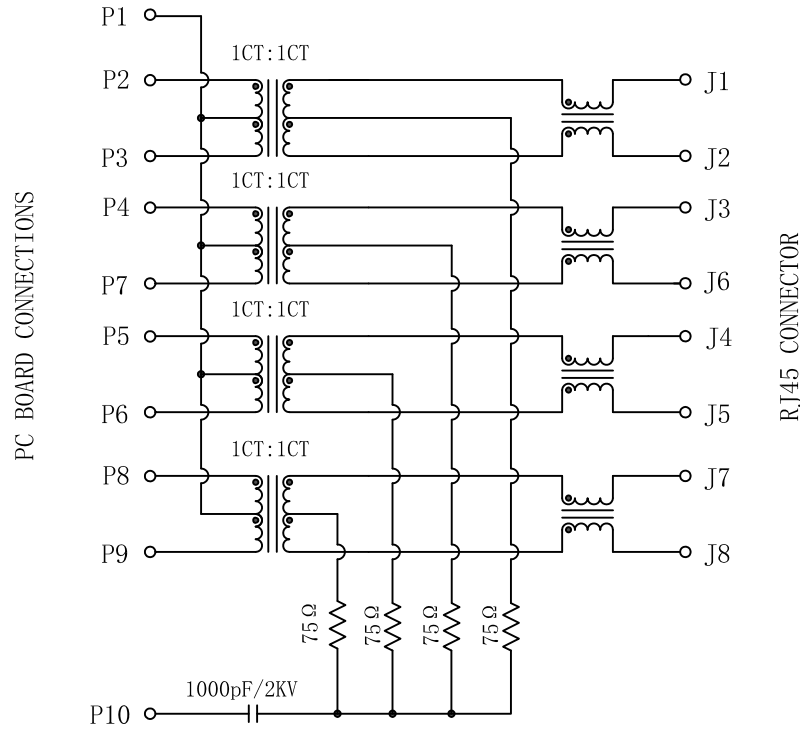 P1
1CT:1CT
P2
J1
P3
J2
1CT:1CT
P4
J3
P7
J6
1CT:1CT
P5
J4
P6
J5
1CT:1CT
P8
J7
P9
J8
PC BOARD CONNECTIONS
RJ45 CONNECTOR
75Ω
75Ω
75Ω
75Ω
1000pF/2KV
P10